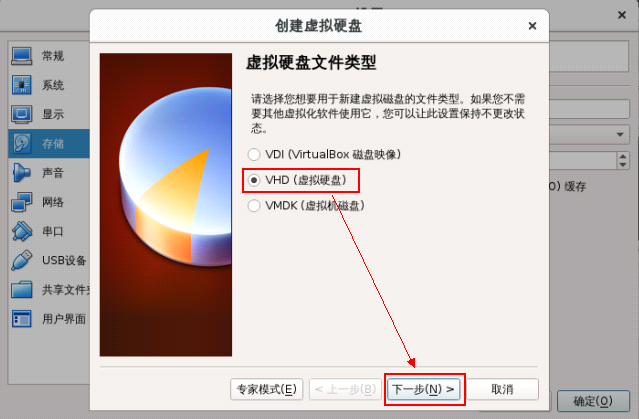 创建虚拟硬盘
常规
系统
显示
存储
声音
网络
串口
USB设备
共享文件夹
用户界面
虚拟硬盘文件类型
请选择您想要用于新建虚拟磁盘的文件类型。如果您不需
要其他虚拟化软件使用它，您可以让此设置保持不更改状
态。
VDI (VirtualBox 磁盘映像)
VHD (虚拟硬盘)
VMDK (虚拟机磁盘)
O) 缓存
专家模式(E)
< 上一步(B)
下一步(N) >
取消
确定(O)